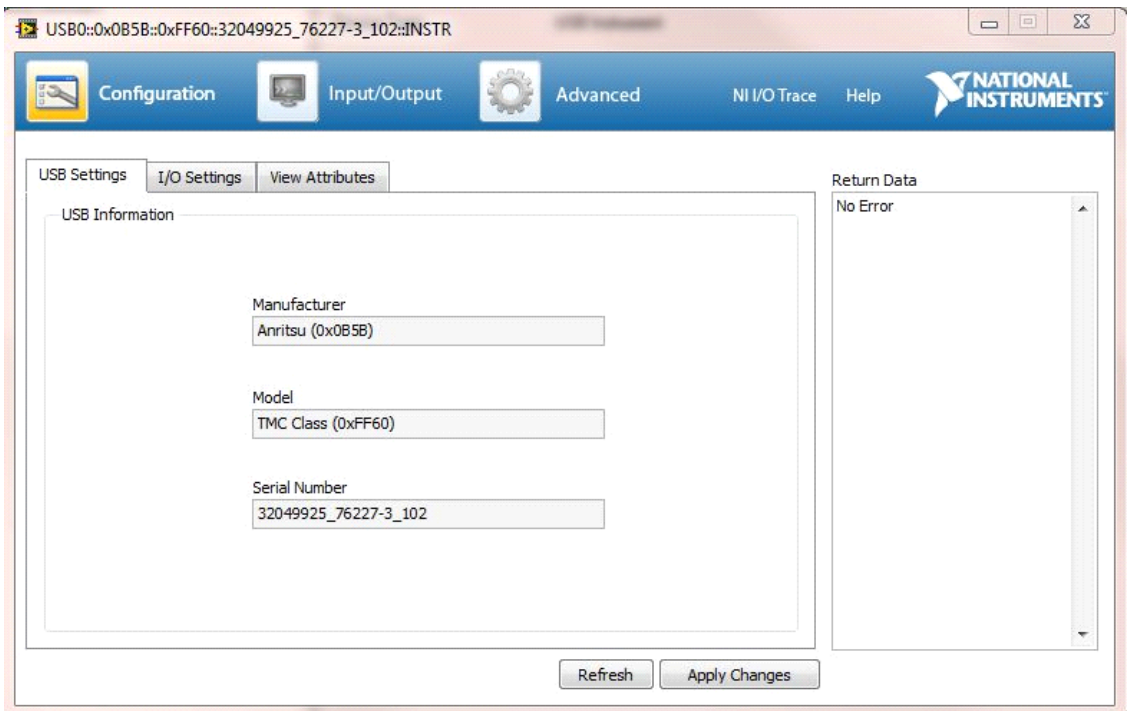 USB0::0x0B5B::0xFF60::32049925_76227-3_102::INSTR
Configuration
Input/Output
Advanced
NI I/O Trace
Help
NATIONAL
INSTRUMENTS
USB Settings
I/O Settings
View Attributes
USB Information
Manufacturer
Anritsu (0x0B5B)
Model
TMC Class (0xFF60)
Serial Number
32049925_76227-3_102
Return Data
No Error
Refresh
Apply Changes